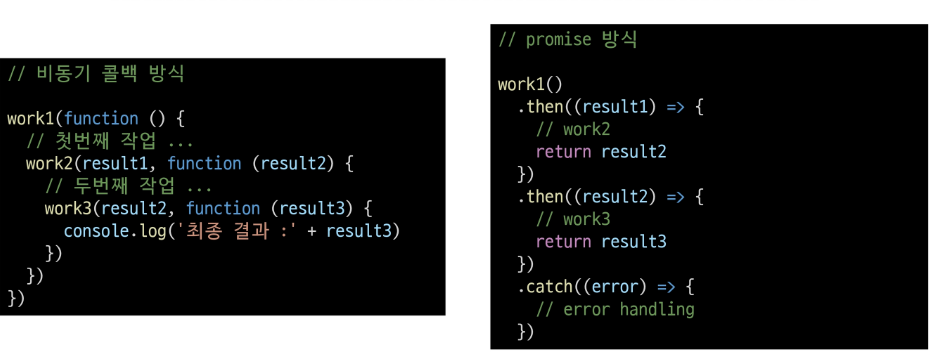 // 비동기 콜백 방식
work1(function () {
  // 첫번째 작업 ...
  work2(result1, function (result2) {
    // 두번째 작업 ...
    work3(result2, function (result3) {
      console.log('최종 결과 :' + result3)
    })
  })
})
// promise 방식
work1()
  .then((result1) => {
    // work2
    return result2
  })
  .then((result2) => {
    // work3
    return result3
  })
  .catch((error) => {
    // error handling
  })